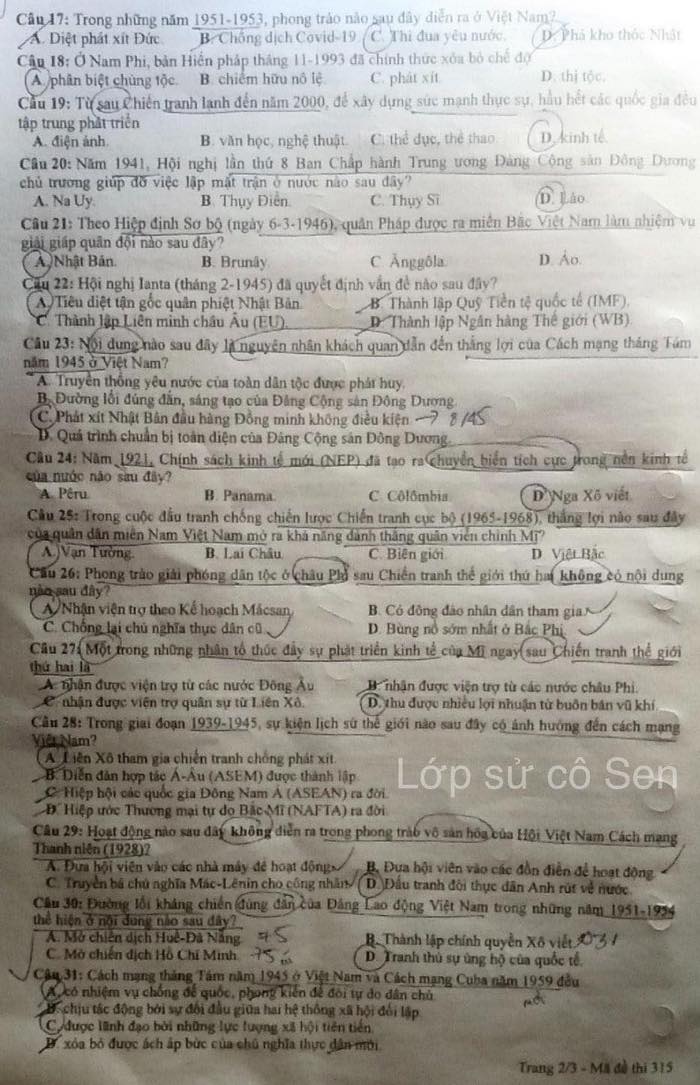 Câu 17: Trong những năm 1951-1953, phong trào nào sau đây diễn ra ở Việt Nam?
A. Diệt phát xít Đức. B. Chống dịch Covid-19. C. Thi đua yêu nước. D. Phá kho thóc Nhật.
Câu 18: Ở Nam Phi, bản Hiến pháp tháng 11-1993 đã chính thức xóa bỏ chế độ
A. phân biệt chủng tộc. B. chiếm hữu nô lệ. C. phát xít. D. thị tộc.
Câu 19: Từ sau Chiến tranh lạnh đến năm 2000, để xây dựng sức mạnh thực sự, hầu hết các quốc gia đều
tập trung phát triển
A. điện ảnh. B. văn học, nghệ thuật. C. thể dục, thể thao. D. kinh tế.
Câu 20: Năm 1941, Hội nghị lần thứ 8 Ban Chấp hành Trung ương Đảng Cộng sản Đông Dương
chủ trương giúp đỡ việc lập mặt trận ở nước nào sau đây?
A. Na Uy. B. Thụy Điển. C. Thụy Sĩ. D. Lào.
Câu 21: Theo Hiệp định Sơ bộ (ngày 6-3-1946), quân Pháp được ra miền Bắc Việt Nam làm nhiệm vụ
giải giáp quân đội nào sau đây?
A. Nhật Bản. B. Brunây. C. Ănggôla. D. Áo.
Câu 22: Hội nghị Ianta (tháng 2-1945) đã quyết định vấn đề nào sau đây?
A. Tiêu diệt tận gốc quân phiệt Nhật Bản. B. Thành lập Quỹ Tiền tệ quốc tế (IMF).
C. Thành lập Liên minh châu Âu (EU). D. Thành lập Ngân hàng Thế giới (WB).
Câu 23: Nội dung nào sau đây là nguyên nhân khách quan dẫn đến thắng lợi của Cách mạng tháng Tám
năm 1945 ở Việt Nam?
A. Truyền thống yêu nước của toàn dân tộc được phát huy.
B. Đường lối đúng đắn, sáng tạo của Đảng Cộng sản Đông Dương.
C. Phát xít Nhật Bản đầu hàng Đồng minh không điều kiện. → 8/45
D. Quá trình chuẩn bị toàn diện của Đảng Cộng sản Đông Dương.
Câu 24: Năm 1921, Chính sách kinh tế mới (NEP) đã tạo ra chuyển biến tích cực trong nền kinh tế
của nước nào sau đây?
A. Pêru. B. Panama. C. Côlômbia. D. Nga Xô viết.
Câu 25: Trong cuộc đấu tranh chống chiến lược Chiến tranh cục bộ (1965-1968), thắng lợi nào sau đây
của quân dân miền Nam Việt Nam mở ra khả năng đánh thắng quân viễn chinh Mĩ?
A. Vạn Tường. B. Lai Châu. C. Biên giới. D. Việt Bắc.
Câu 26: Phong trào giải phóng dân tộc ở châu Phi sau Chiến tranh thế giới thứ hai không có nội dung
nào sau đây?
A. Nhận viện trợ theo Kế hoạch Mácsan. B. Có đông đảo nhân dân tham gia.
C. Chống lại chủ nghĩa thực dân cũ. D. Bùng nổ sớm nhất ở Bắc Phi.
Câu 27: Một trong những nhân tố thúc đẩy sự phát triển kinh tế của Mĩ ngay sau Chiến tranh thế giới
thứ hai là
A. nhận được viện trợ từ các nước Đông Âu. B. nhận được viện trợ từ các nước châu Phi.
C. nhận được viện trợ quân sự từ Liên Xô. D. thu được nhiều lợi nhuận từ buôn bán vũ khí.
Câu 28: Trong giai đoạn 1939-1945, sự kiện lịch sử thế giới nào sau đây có ảnh hưởng đến cách mạng
Việt Nam?
A. Liên Xô tham gia chiến tranh chống phát xít.
B. Diễn đàn hợp tác Á-Âu (ASEM) được thành lập.
C. Hiệp hội các quốc gia Đông Nam Á (ASEAN) ra đời.
D. Hiệp ước Thương mại tự do Bắc Mĩ (NAFTA) ra đời.
Lớp sử cô Sen
Câu 29: Hoạt động nào sau đây không diễn ra trong phong trào vô sản hóa của Hội Việt Nam Cách mạng
Thanh niên (1928)?
A. Đưa hội viên vào các nhà máy để hoạt động. B. Đưa hội viên vào các đồn điền để hoạt động.
C. Truyền bá chủ nghĩa Mác-Lênin cho công nhân. D. Đấu tranh đòi thực dân Anh rút về nước.
Câu 30: Đường lối kháng chiến đúng đắn của Đảng Lao động Việt Nam trong những năm 1951-1954
thể hiện ở nội dung nào sau đây?
A. Mở chiến dịch Huế-Đà Nẵng. 75 B. Thành lập chính quyền Xô viết.
C. Mở chiến dịch Hồ Chí Minh. 75 D. Tranh thủ sự ủng hộ của quốc tế.
Câu 31: Cách mạng tháng Tám năm 1945 ở Việt Nam và Cách mạng Cuba năm 1959 đều
A. có nhiệm vụ chống đế quốc, phong kiến để đòi tự do dân chủ.
B. chịu tác động bởi sự đối đầu giữa hai hệ thống xã hội đối lập.
C. được lãnh đạo bởi những lực lượng xã hội tiên tiến.
D. xóa bỏ được ách áp bức của chủ nghĩa thực dân mới.
Trang 2/3 - Mã đề thi 315